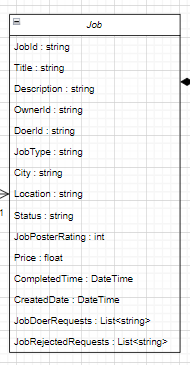 Job
JobId : string
Title : string
Description : string
OwnerId : string
DoerId : string
JobType : string
City : string
Location : string
1
Status : string
JobPosterRating : int
Price : float
CompletedTime : DateTime
CreatedDate : DateTime
JobDoerRequests : List<string>
JobRejectedRequests : List<string>